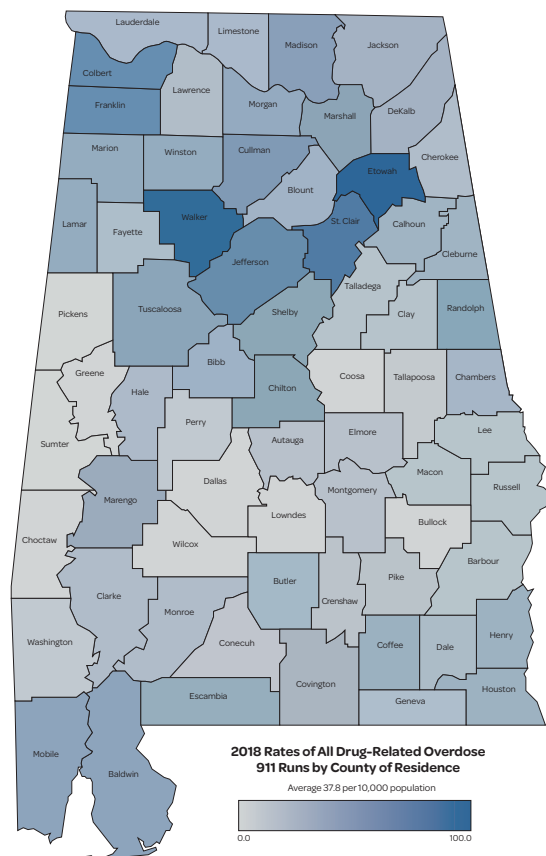 Lauderdale
Limestone
Madison
Jackson
Colbert
Lawrence
Franklin
Morgan
Marshall
DeKalb
Cherokee
Marion
Winston
Cullman
Blount
Etowah
Lamar
Fayette
Walker
St. Clair
Calhoun
Cleburne
Jefferson
Talladega
Pickens
Tuscaloosa
Shelby
Clay
Randolph
Bibb
Greene
Hale
Chilton
Coosa
Tallapoosa
Chambers
Perry
Sumter
Autauga
Elmore
Lee
Dallas
Macon
Russell
Marengo
Montgomery
Lowndes
Bullock
Choctaw
Wilcox
Barbour
Clarke
Butler
Pike
Monroe
Crenshaw
Washington
Conecuh
Coffee
Dale
Henry
Covington
Escambia
Geneva
Houston
Mobile
Baldwin
2018 Rates of All Drug-Related Overdose
911 Runs by County of Residence
Average 37.8 per 10,000 population
0.0 100.0